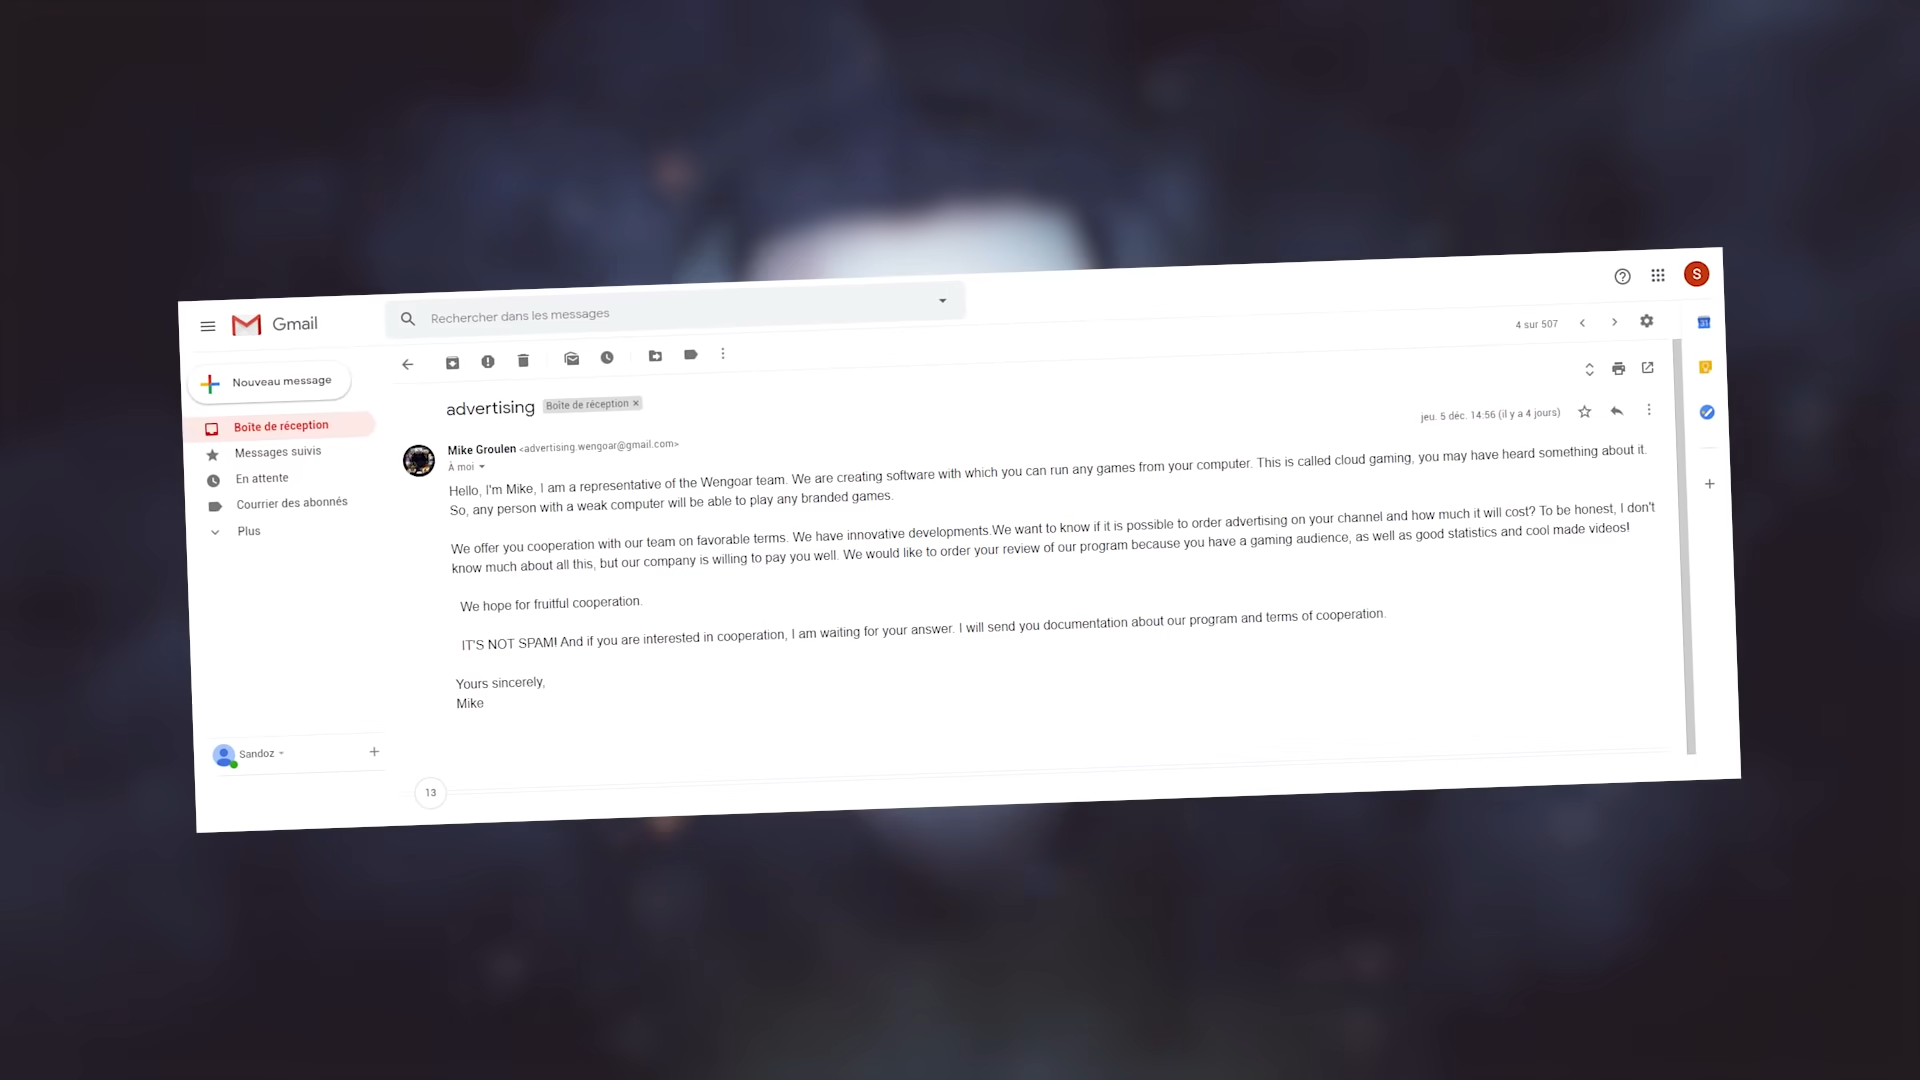 Gmail
Rechercher dans les messages
S
4 sur 507
Nouveau message
Boîte de réception
Messages suivis
En attente
Courrier des abonnés
Plus
Sandoz
advertising Boîte de réception ×
jeu. 5 déc. 14:56 (il y a 4 jours)
Mike Groulen <advertising.wengoar@gmail.com>
À moi
Hello, I'm Mike, I am a representative of the Wengoar team. We are creating software with which you can run any games from your computer. This is called cloud gaming, you may have heard something about it.
So, any person with a weak computer will be able to play any branded games.
We offer you cooperation with our team on favorable terms. We have innovative developments.We want to know if it is possible to order advertising on your channel and how much it will cost? To be honest, I don't
know much about all this, but our company is willing to pay you well. We would like to order your review of our program because you have a gaming audience, as well as good statistics and cool made videos!
We hope for fruitful cooperation.
IT'S NOT SPAM! And if you are interested in cooperation, I am waiting for your answer. I will send you documentation about our program and terms of cooperation.
Yours sincerely,
Mike
13
31